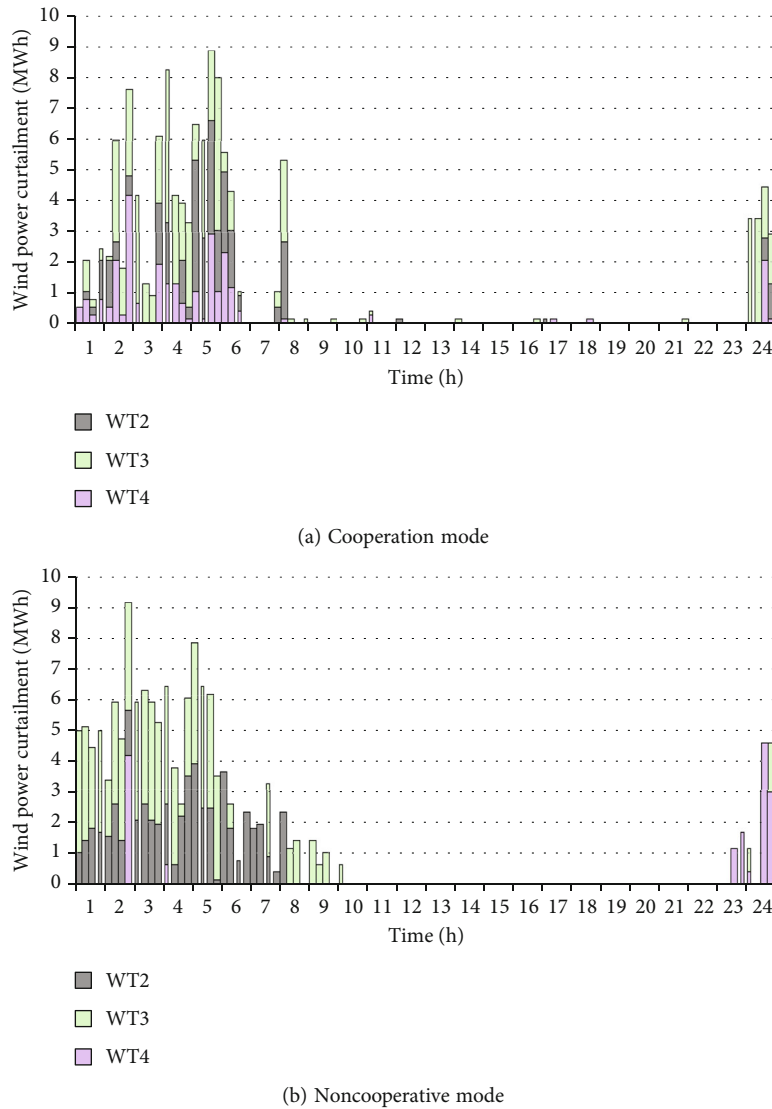 10
9
8
7
6
5
4
3
2
1
0
Wind power curtailment (MWh)
1 2 3 4 5 6 7 8 9 10 11 12 13 14 15 16 17 18 19 20 21 22 23 24
Time (h)
WT2
WT3
WT4
(a) Cooperation mode
10
9
8
7
6
5
4
3
2
1
0
Wind power curtailment (MWh)
1 2 3 4 5 6 7 8 9 10 11 12 13 14 15 16 17 18 19 20 21 22 23 24
Time (h)
WT2
WT3
WT4
(b) Noncooperative mode